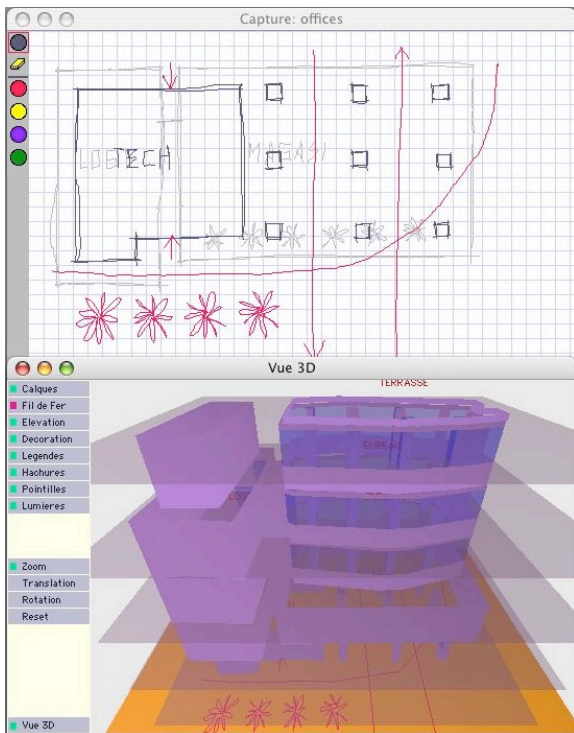 Capture: offices
MAGASI
Vue 3D
Calques
Fil de Fer
Elevation
Decoration
Legendes
Hachures
Pointilles
Lumieres
Zoom
Translation
Rotation
Reset
Vue 3D
TERRASSE